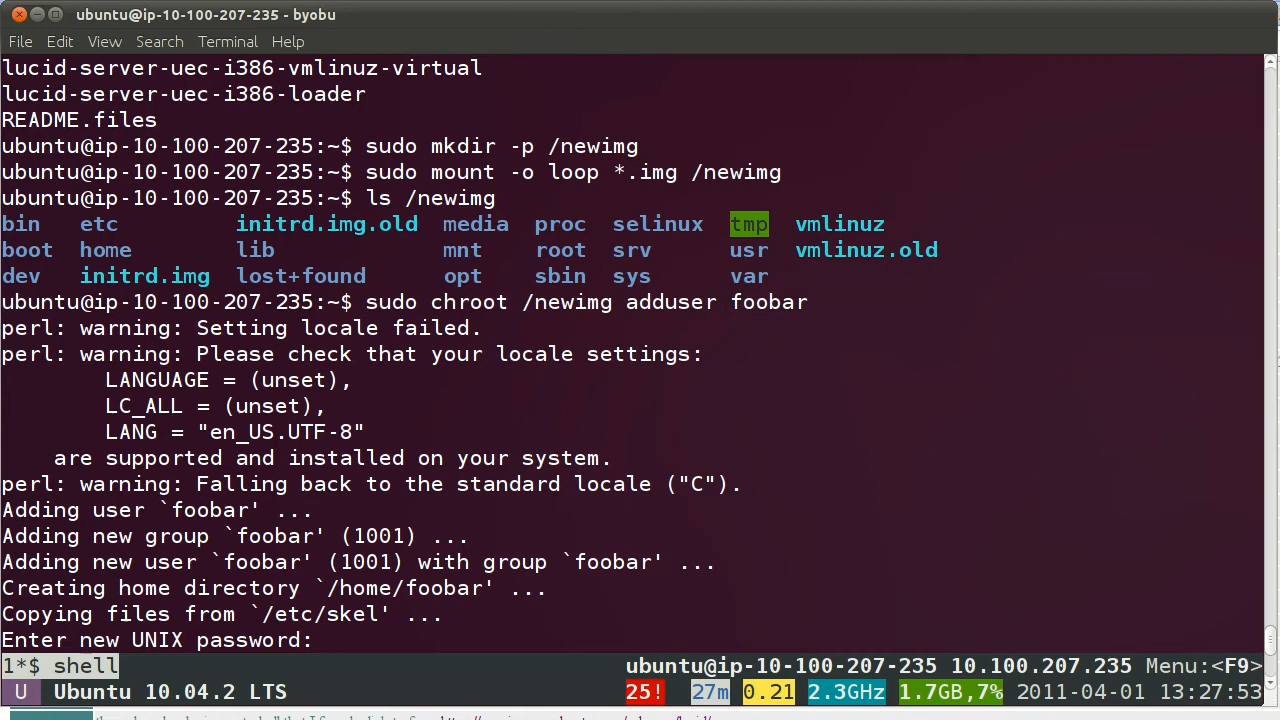 ubuntu@ip-10-100-207-235 - byobu
File Edit View Search Terminal Help
lucid-server-uec-i386-vmlinuz-virtual
lucid-server-uec-i386-loader
README.files
ubuntu@ip-10-100-207-235:~$ sudo mkdir -p /newimg
ubuntu@ip-10-100-207-235:~$ sudo mount -o loop *.img /newimg
ubuntu@ip-10-100-207-235:~$ ls /newimg
bin etc initrd.img.old media proc selinux tmp vmlinuz
boot home lib mnt root srv usr vmlinuz.old
dev initrd.img lost+found opt sbin sys var
ubuntu@ip-10-100-207-235:~$ sudo chroot /newimg adduser foobar
perl: warning: Setting locale failed.
perl: warning: Please check that your locale settings:
LANGUAGE = (unset),
LC_ALL = (unset),
LANG = "en_US.UTF-8"
are supported and installed on your system.
perl: warning: Falling back to the standard locale ("C").
Adding user `foobar' ...
Adding new group `foobar' (1001) ...
Adding new user `foobar' (1001) with group `foobar' ...
Creating home directory `/home/foobar' ...
Copying files from `/etc/skel' ...
Enter new UNIX password:
1*$ shell ubuntu@ip-10-100-207-235 10.100.207.235 Menu:<F9>
U Ubuntu 10.04.2 LTS 25! 27m 0.21 2.3GHz 1.7GB,7% 2011-04-01 13:27:53